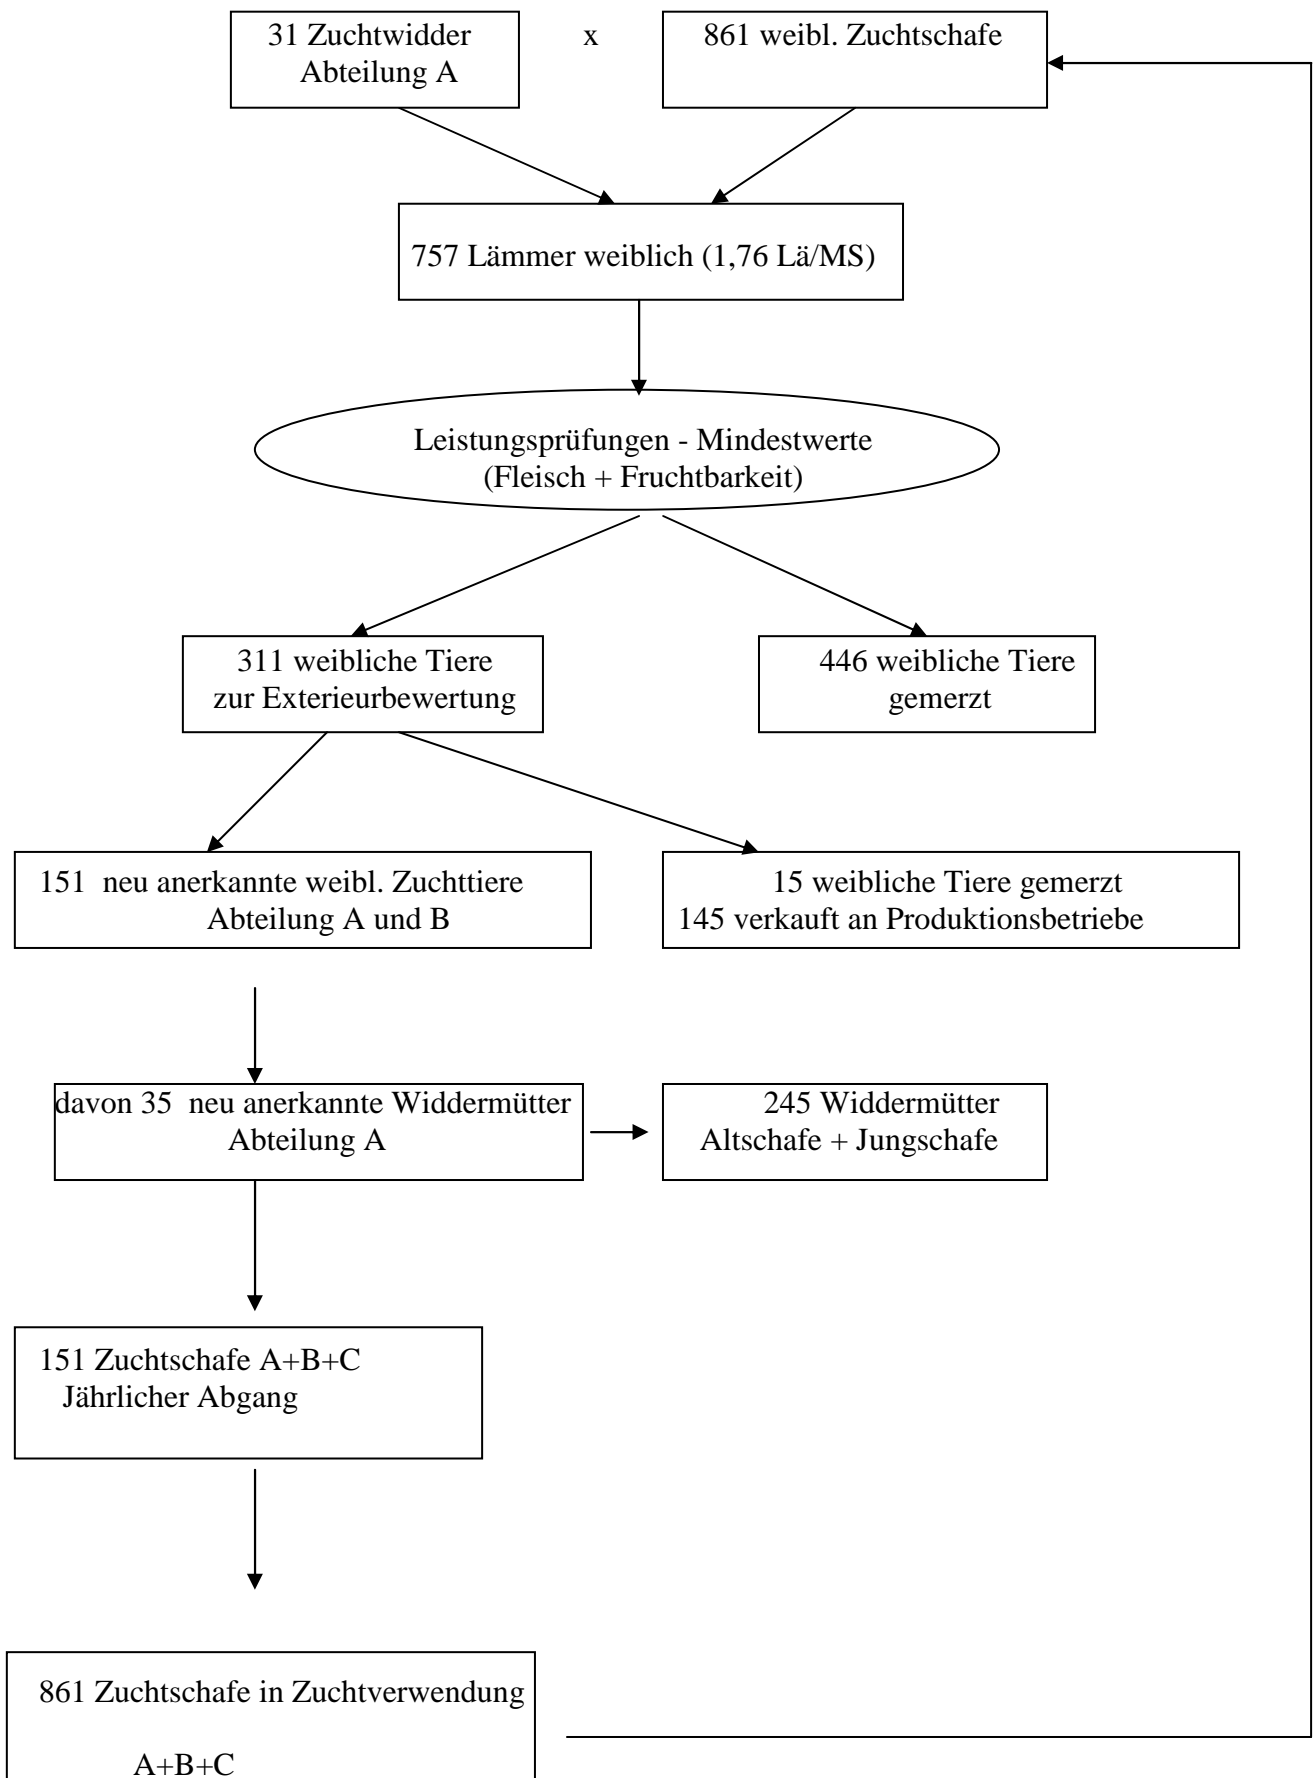 31 Zuchtwidder
Abteilung A
x
861 weibl. Zuchtschafe
757 Lämmer weiblich (1,76 Lä/MS)
Leistungsprüfungen - Mindestwerte
(Fleisch + Fruchtbarkeit)
311 weibliche Tiere
zur Exterieurbewertung
446 weibliche Tiere
gemerzt
151 neu anerkannte weibl. Zuchttiere
Abteilung A und B
15 weibliche Tiere gemerzt
145 verkauft an Produktionsbetriebe
davon 35 neu anerkannte Widdermütter
Abteilung A
245 Widdermütter
Altschafe + Jungschafe
151 Zuchtschafe A+B+C
Jährlicher Abgang
861 Zuchtschafe in Zuchtverwendung
A+B+C